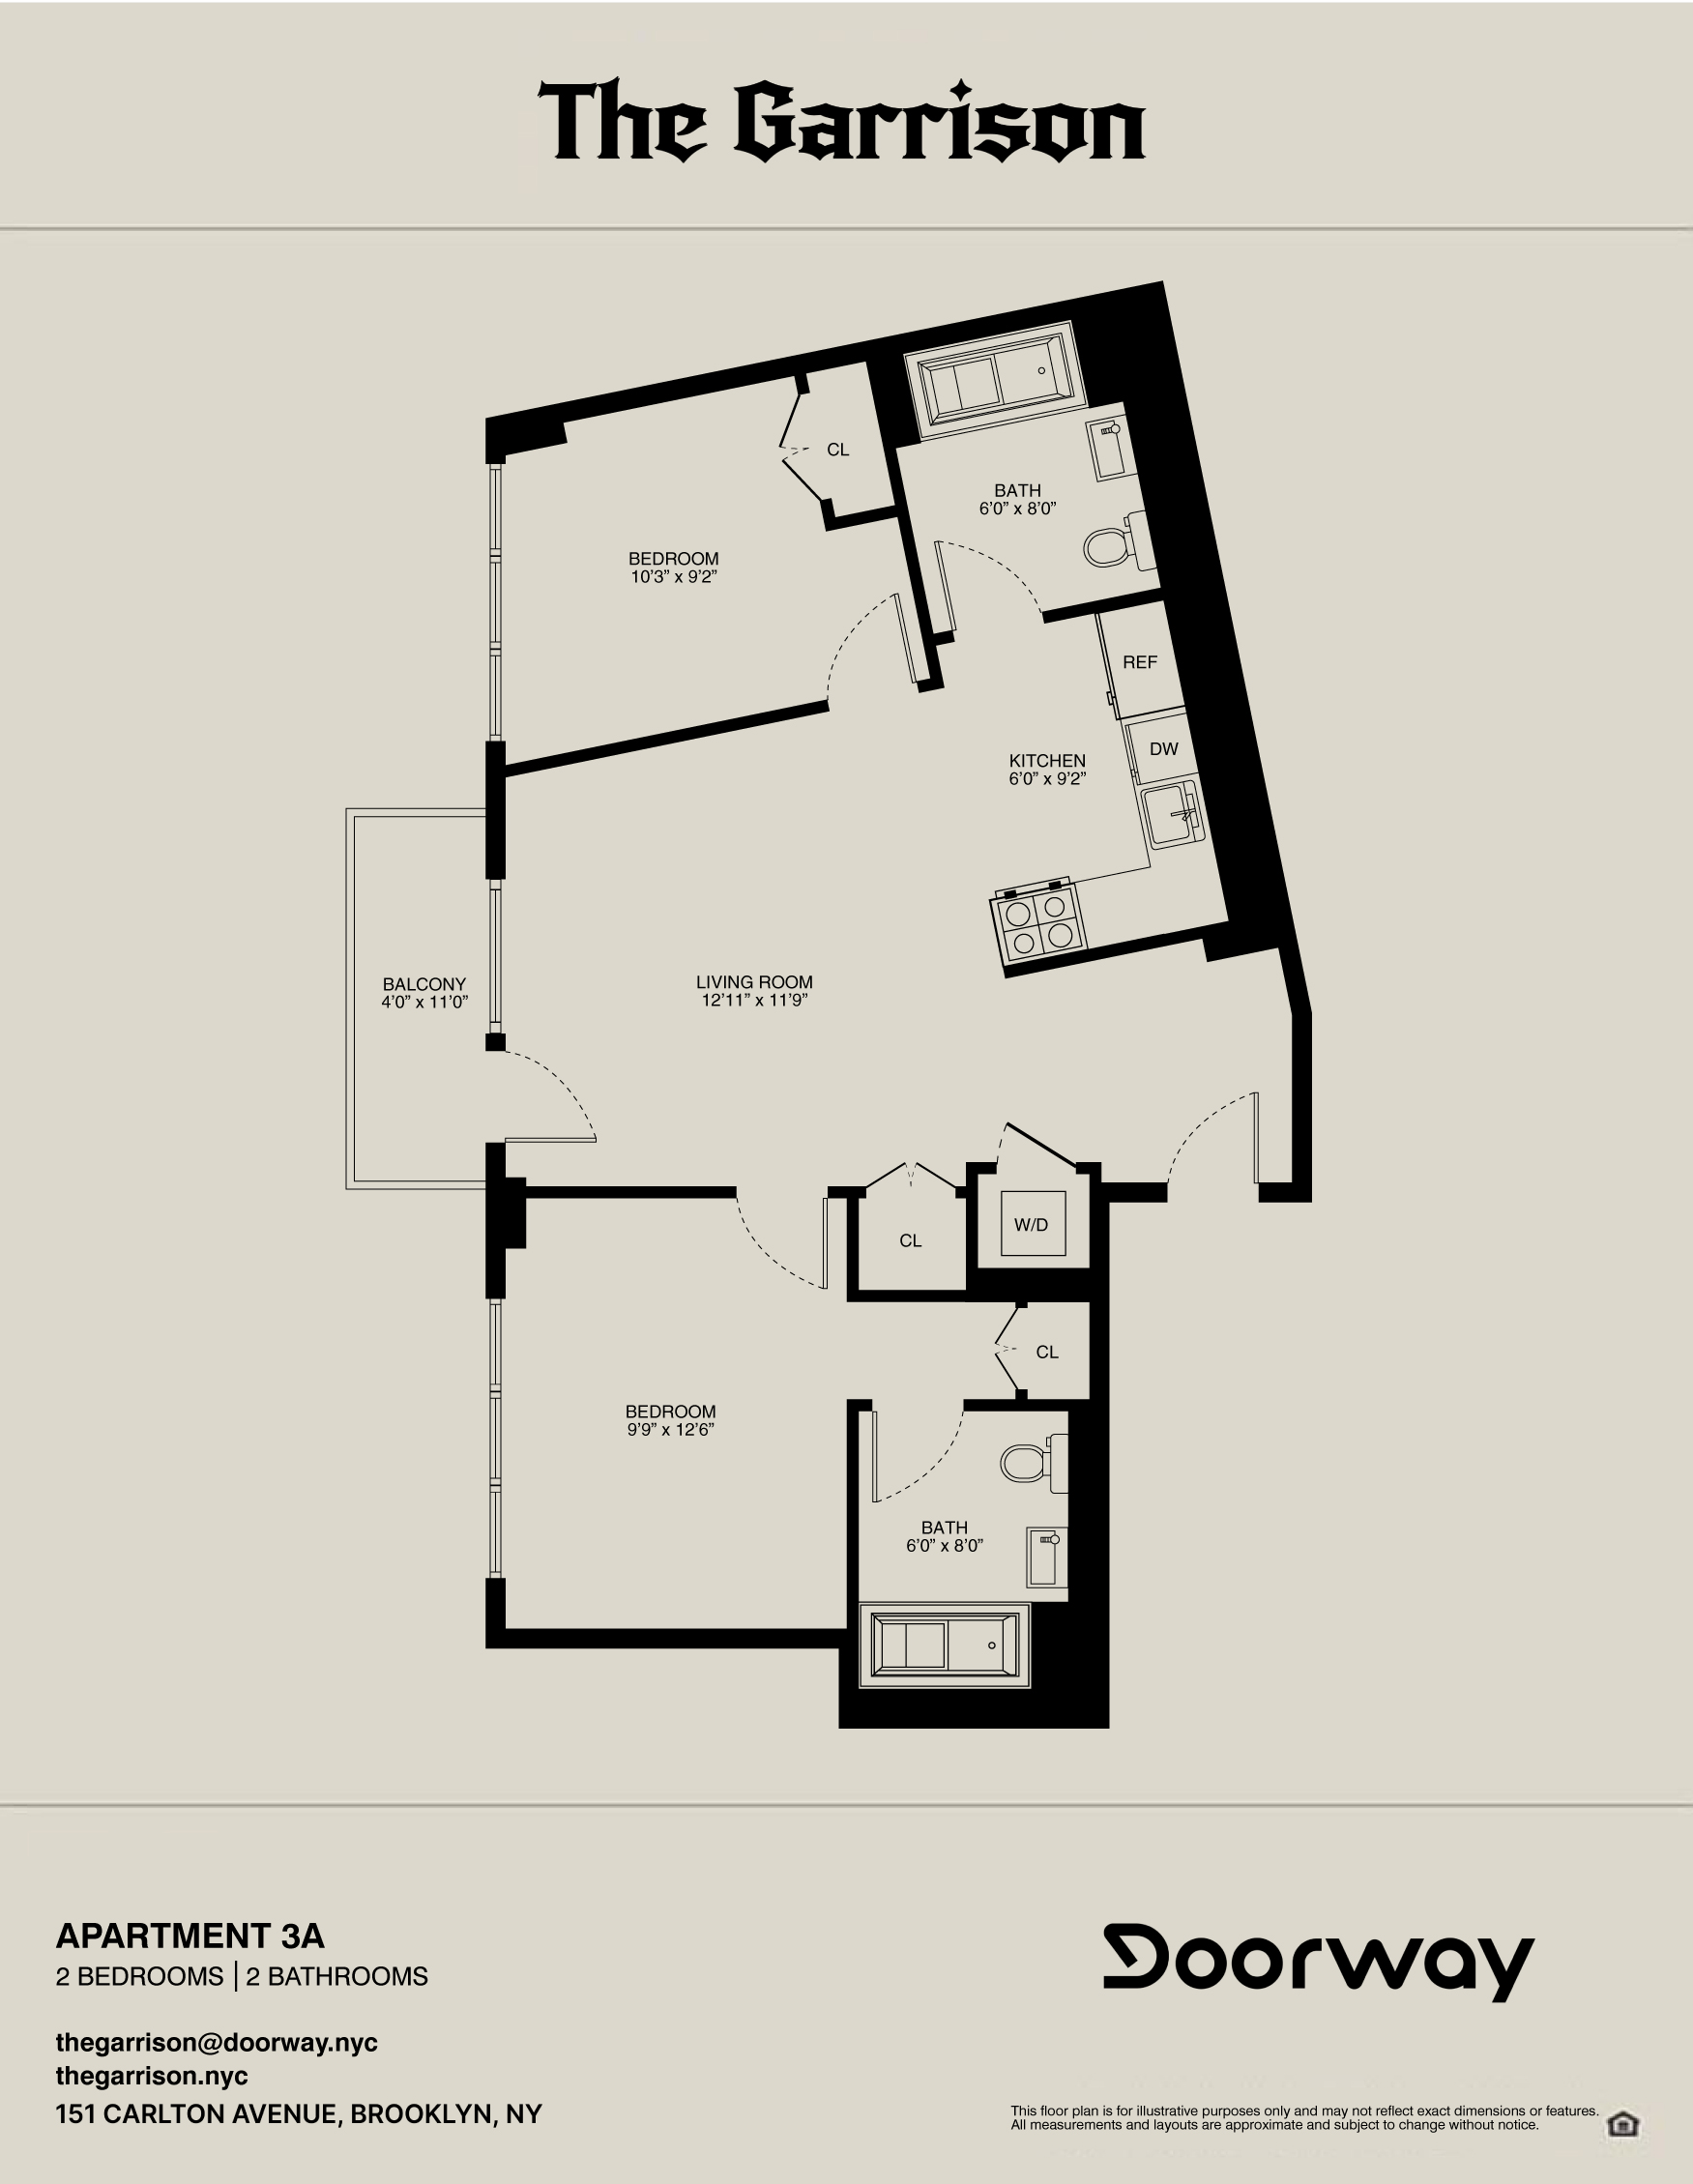 The Garrison
CL
BATH
6'0” x 8'0”
BEDROOM
10'3” x 9'2”
REF
DW
KITCHEN
6'0” x 9'2”
BALCONY
4'0” x 11'0”
LIVING ROOM
12'11” x 11'9”
W/D
CL
CL
BEDROOM
9'9” x 12'6”
BATH
6'0” x 8'0”
APARTMENT 3A
2 BEDROOMS | 2 BATHROOMS
thegarrison@doorway.nyc
thegarrison.nyc
151 CARLTON AVENUE, BROOKLYN, NY
Doorway
This floor plan is for illustrative purposes only and may not reflect exact dimensions or features.
All measurements and layouts are approximate and subject to change without notice.